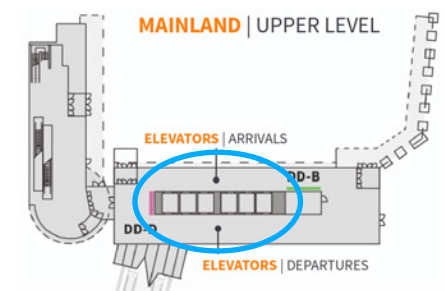 MAINLAND | UPPER LEVEL
ELEVATORS | ARRIVALS
DD-B
DD-D
ELEVATORS | DEPARTURES